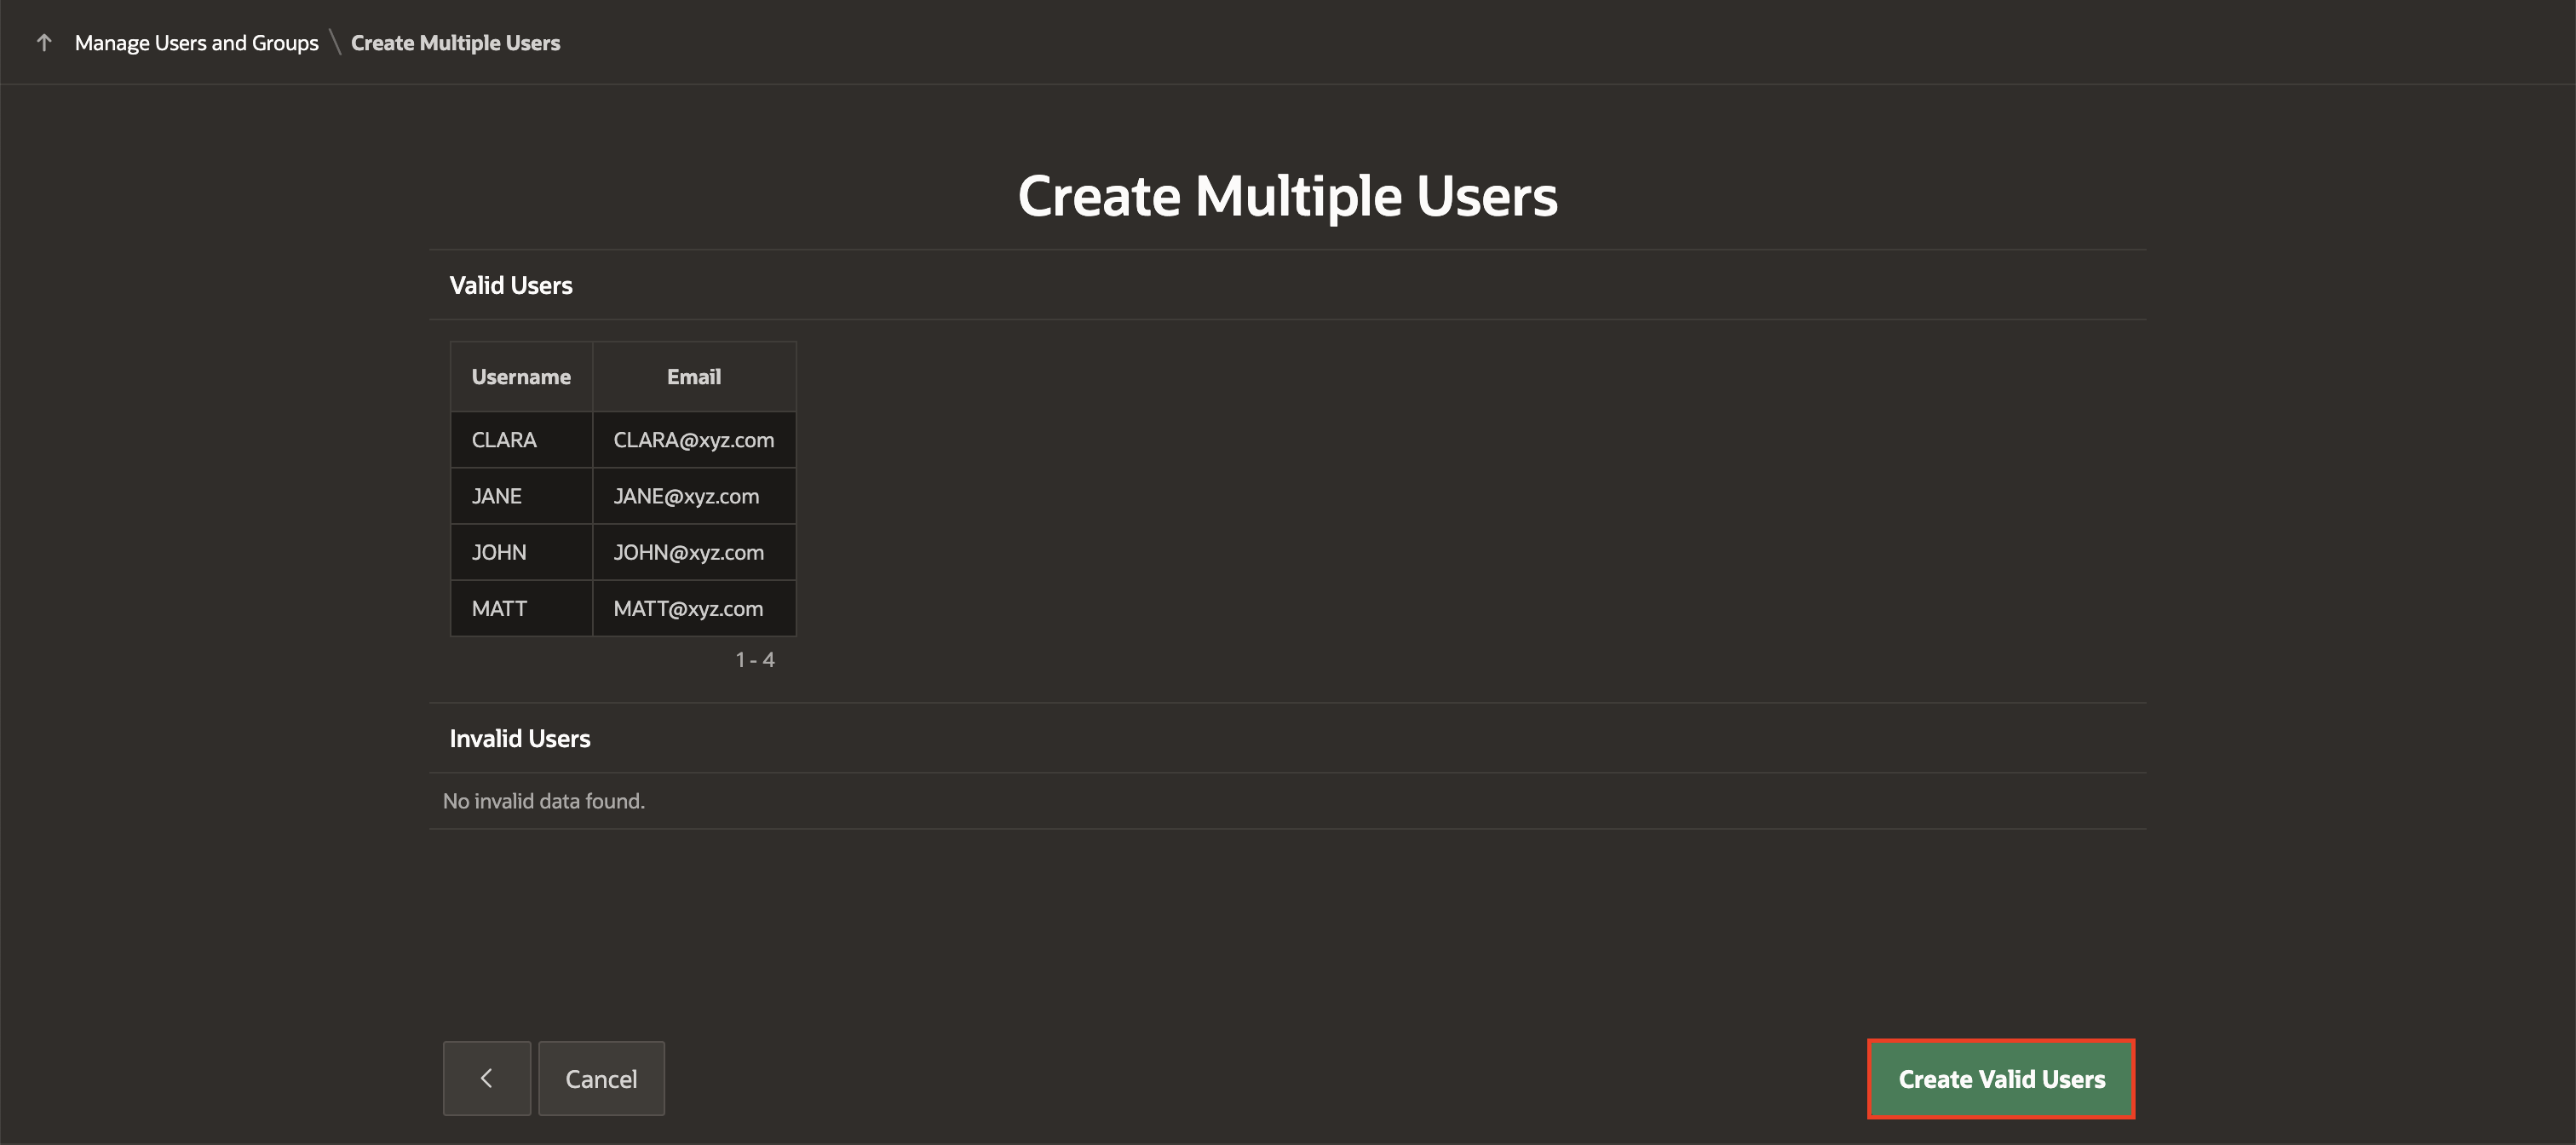 Manage Users and Groups \ Create Multiple Users
Create Multiple Users
Valid Users
Username Email
CLARA CLARA@xyz.com
JANE JANE@xyz.com
JOHN JOHN@xyz.com
MATT MATT@xyz.com
1 - 4
Invalid Users
No invalid data found.
Cancel Create Valid Users